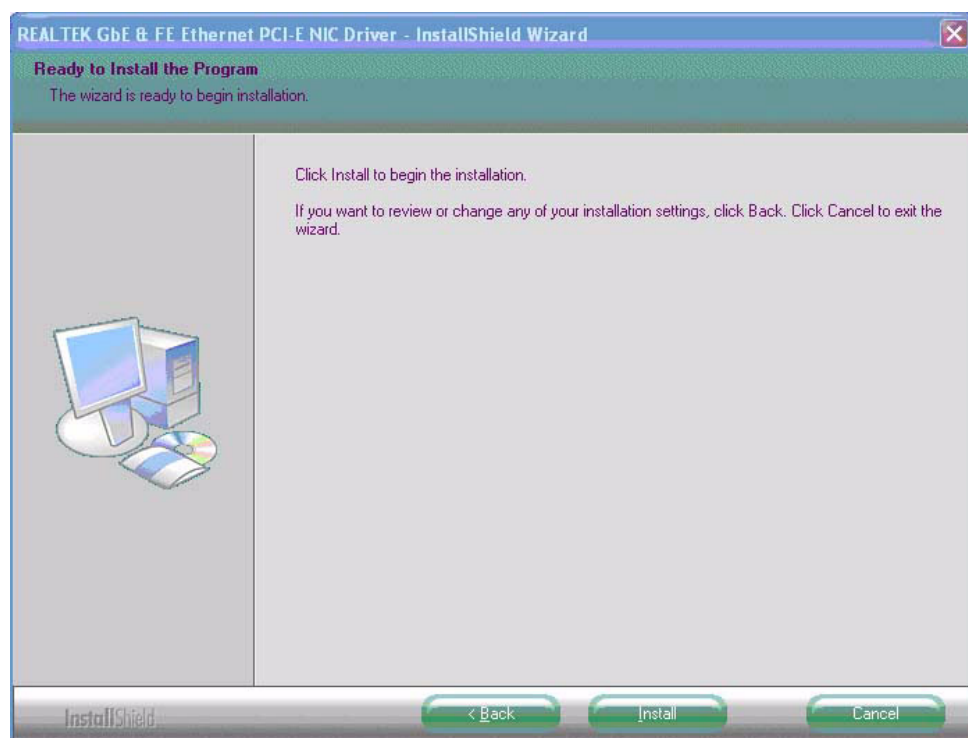 REALTEK GbE & FE Ethernet PCI-E NIC Driver - InstallShield Wizard
Ready to Install the Program
The wizard is ready to begin installation.
Click Install to begin the installation.
If you want to review or change any of your installation settings, click Back. Click Cancel to exit the
wizard.
InstallShield
< Back
Install
Cancel